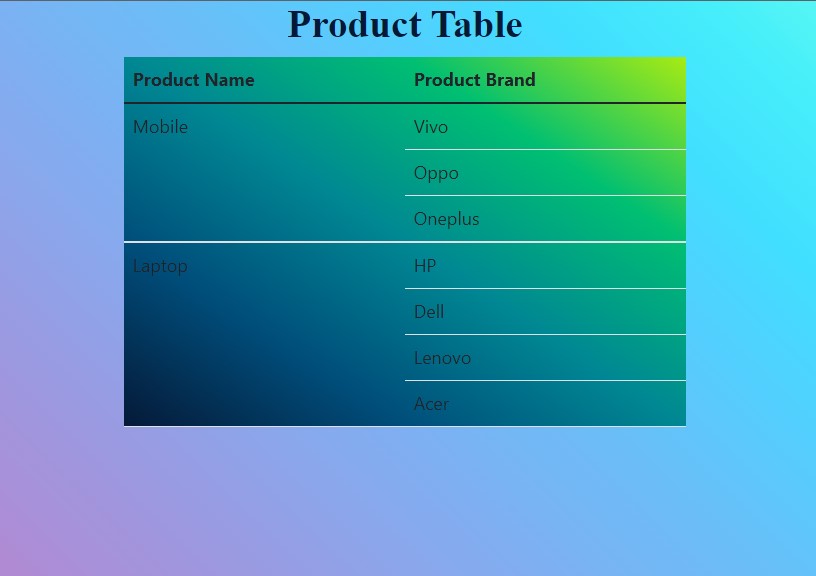 Product Table
Product Name Product Brand
Mobile Vivo
Oppo
Oneplus
Laptop HP
Dell
Lenovo
Acer